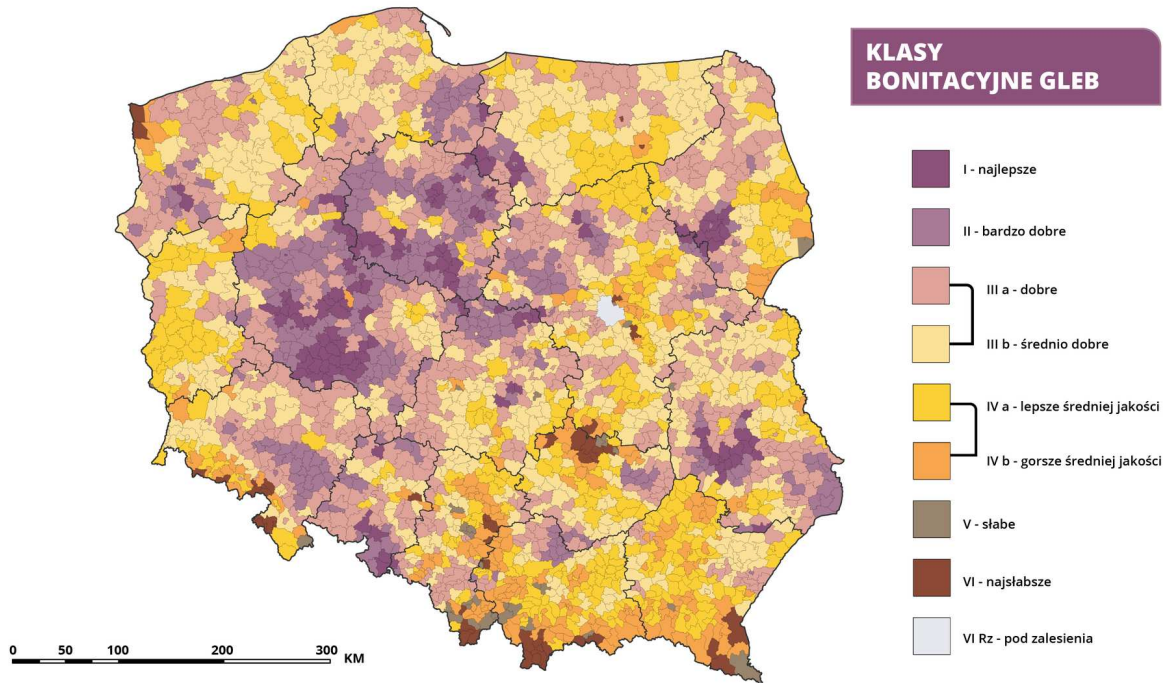 KLASY
BONITACYJNE GLEB
I - najlepsze
II - bardzo dobre
III a - dobre
III b - średnio dobre
IV a - lepsze średniej jakości
IV b - gorsze średniej jakości
V - słabe
VI - najsłabsze
VI Rz - pod zalesienia
0 50 100 200 300 KM